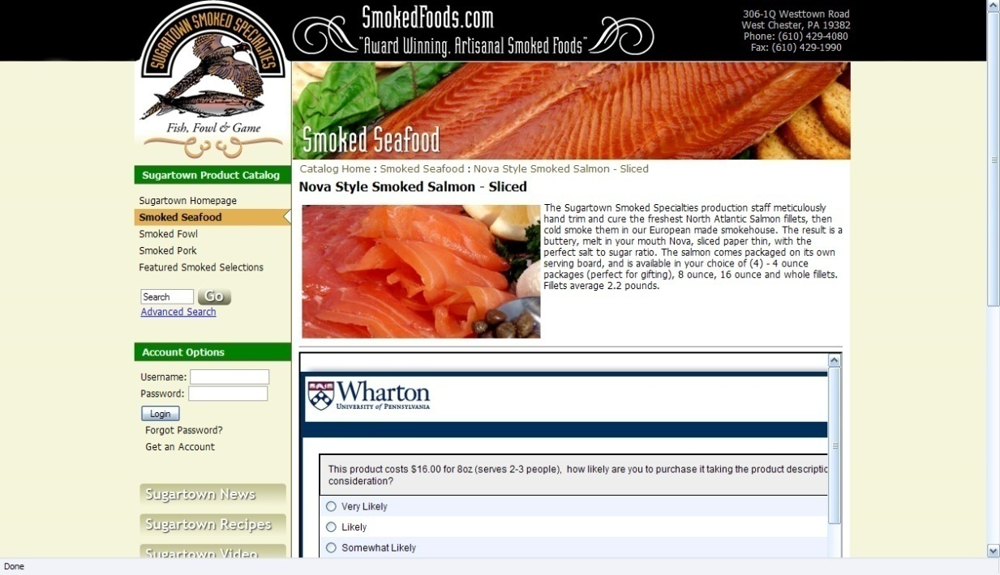 SmokedFoods.com
"Award Winning, Artisanal Smoked Foods"
306-1Q Westtown Road
West Chester, PA 19382
Phone: (610) 429-4080
Fax: (610) 429-1990
SUGARTOWN SMOKED SPECIALTIES
Fish, Fowl & Game
Smoked Seafood
Sugartown Product Catalog
Sugartown Homepage
Smoked Seafood
Smoked Fowl
Smoked Pork
Featured Smoked Selections
Search
Go
Advanced Search
Account Options
Username:
Password:
Login
Forgot Password?
Get an Account
Sugartown News
Sugartown Recipes
Sugartown Video
Catalog Home : Smoked Seafood : Nova Style Smoked Salmon - Sliced
Nova Style Smoked Salmon - Sliced
The Sugartown Smoked Specialties production staff meticulously
hand trim and cure the freshest North Atlantic Salmon fillets, then
cold smoke them in our European made smokehouse. The result is a
buttery, melt in your mouth Nova, sliced paper thin, with the
perfect salt to sugar ratio. The salmon comes packaged on its own
serving board, and is available in your choice of (4) - 4 ounce
packages (perfect for gifting), 8 ounce, 16 ounce and whole fillets.
Fillets average 2.2 pounds.
Wharton
UNIVERSITY of PENNSYLVANIA
This product costs $16.00 for 8oz (serves 2-3 people), how likely are you to purchase it taking the product descriptic
consideration?
Very Likely
Likely
Somewhat Likely
Done